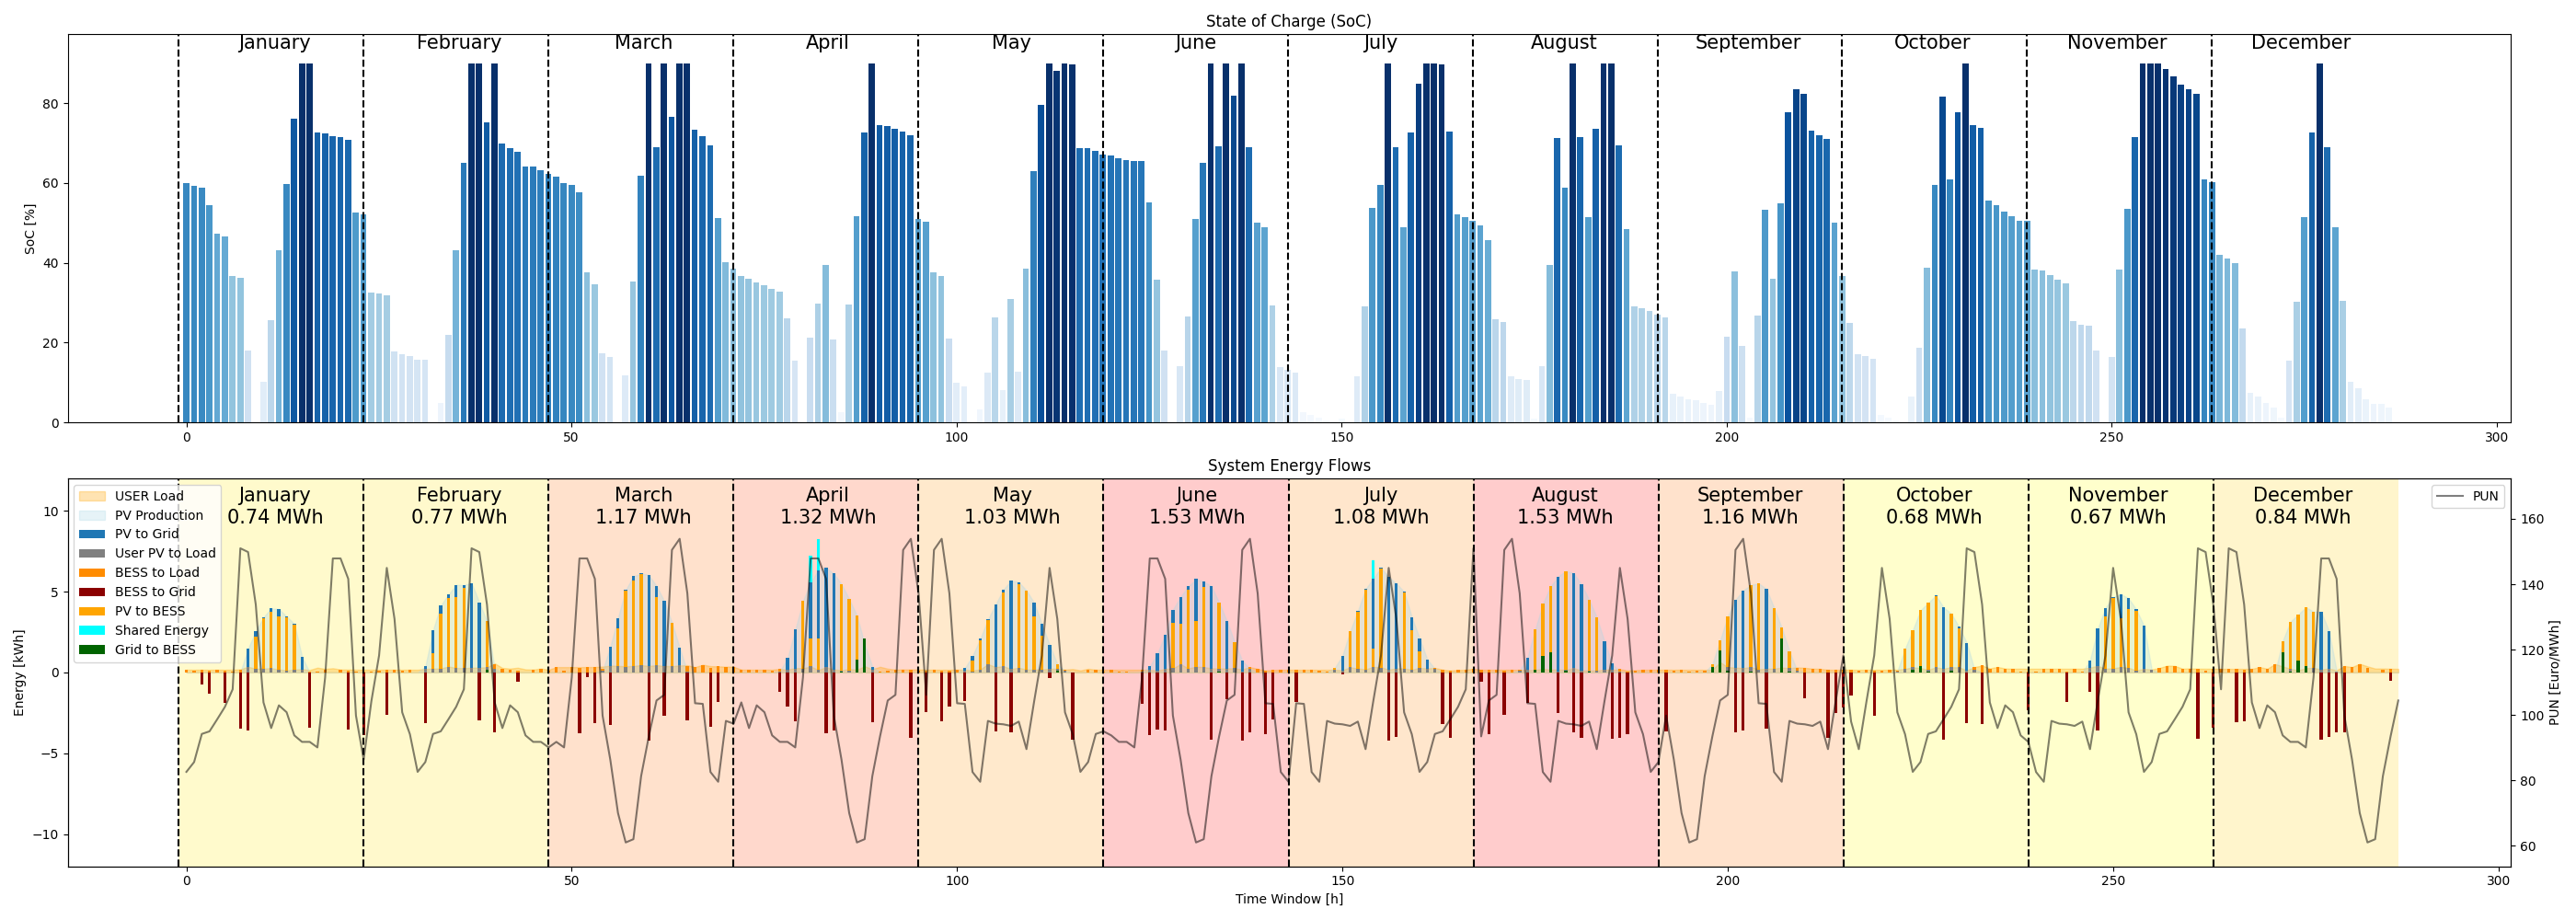 State of Charge (SoC)
January February March April May June July August September October November December
SoC [%]
80
60
40
20
0
0 50 100 150 200 250 300
System Energy Flows
USER Load
PV Production
PV to Grid
User PV to Load
BESS to Load
BESS to Grid
PV to BESS
Shared Energy
Grid to BESS
January February March April May June July August September October November December
0.74 MWh 0.77 MWh 1.17 MWh 1.32 MWh 1.03 MWh 1.53 MWh 1.08 MWh 1.53 MWh 1.16 MWh 0.68 MWh 0.67 MWh 0.84 MWh
PUN
Energy [kWh]
10
5
0
−5
−10
160
140
120
100
80
60
PUN [Euro/MWh]
0 50 100 150 200 250 300
Time Window [h]